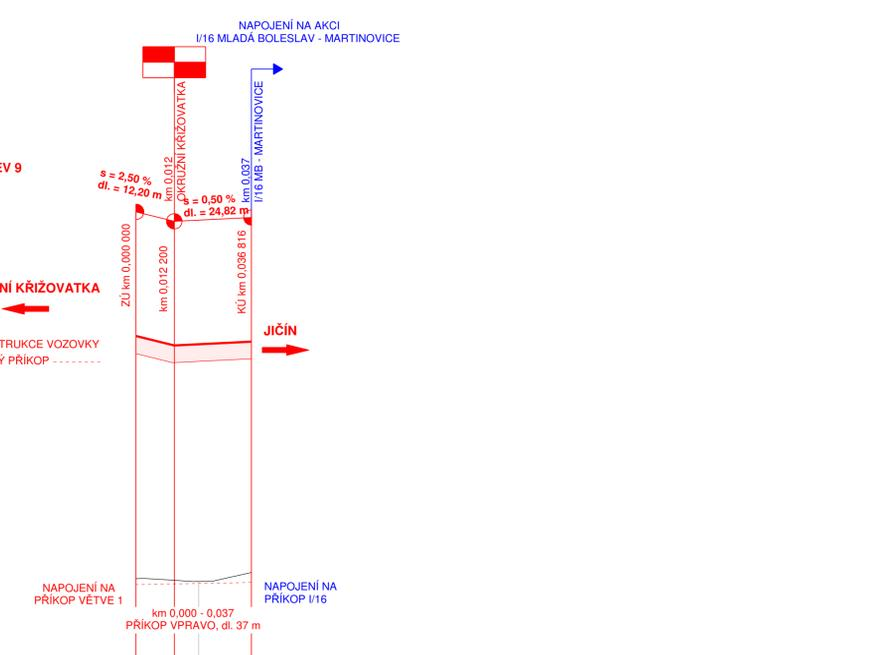 NAPOJENÍ NA AKCI
I/16 MLADÁ BOLESLAV - MARTINOVICE
km 0,012
OKRUŽNÍ KŘIŽOVATKA
km 0,037
I/16 MB - MARTINOVICE
EV 9
s = 2,50 %
dl. = 12,20 m
s = 0,50 %
dl. = 24,82 m
ZÚ km 0,000 000
km 0,012 200
KÚ km 0,036 816
NÍ KŘIŽOVATKA
JIČÍN
TRUKCE VOZOVKY
Ý PŘÍKOP
NAPOJENÍ NA
PŘÍKOP VĚTVE 1
NAPOJENÍ NA
PŘÍKOP I/16
km 0,000 - 0,037
PŘÍKOP VPRAVO, dl. 37 m